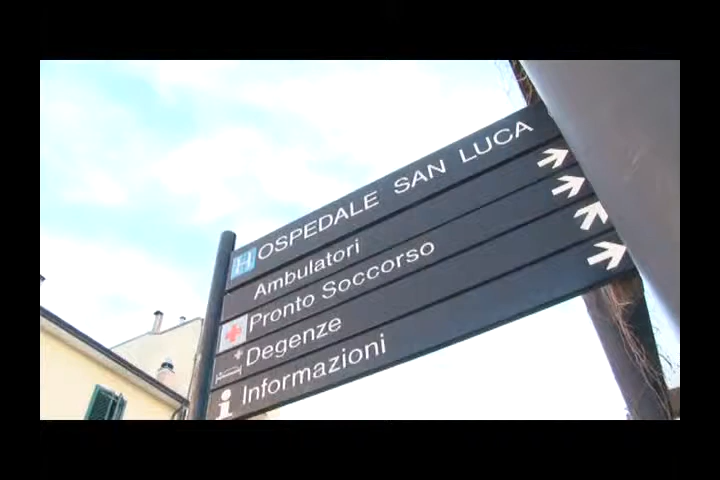 H OSPEDALE SAN LUCA
Ambulatori
Pronto Soccorso
Degenze
i Informazioni